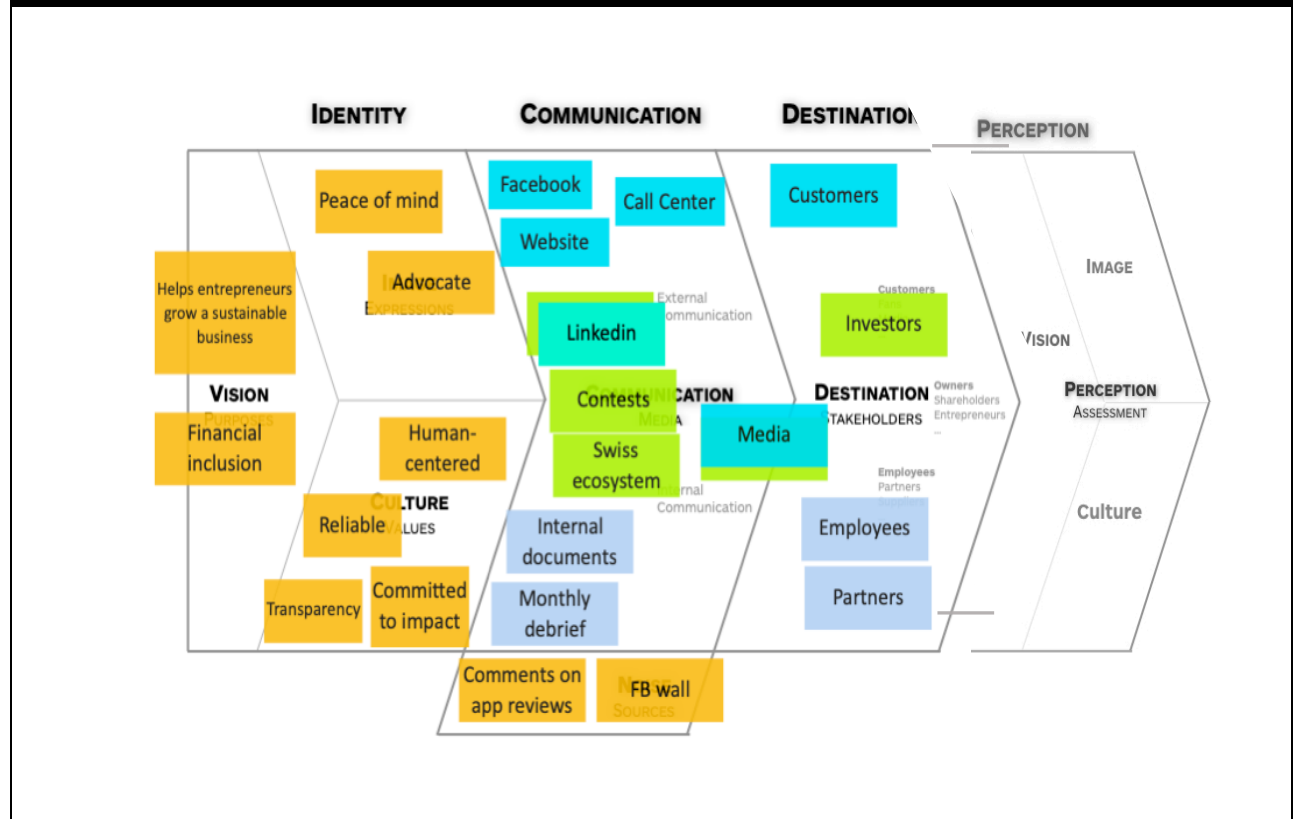 IDENTITY
COMMUNICATION
DESTINATION
PERCEPTION
Peace of mind
Advocate
EXPRESSIONS
Helps entrepreneurs
grow a sustainable
business
VISION
Financial
inclusion
Human-
centered
CULTURE
VALUES
Reliable
Transparency
Committed
to impact
Facebook
Call Center
Website
External
Communication
Linkedin
Contests
COMMUNICATION
MEDIA
Swiss
ecosystem
Internal
Communication
Internal
documents
Monthly
debrief
Comments on
app reviews
FB wall
SOURCES
Customers
Customers
Investors
DESTINATION
STAKEHOLDERS
Owners
Shareholders
Entrepreneurs
...
Media
Employees
Partners
Employees
Partners
IMAGE
VISION
PERCEPTION
ASSESSMENT
Culture